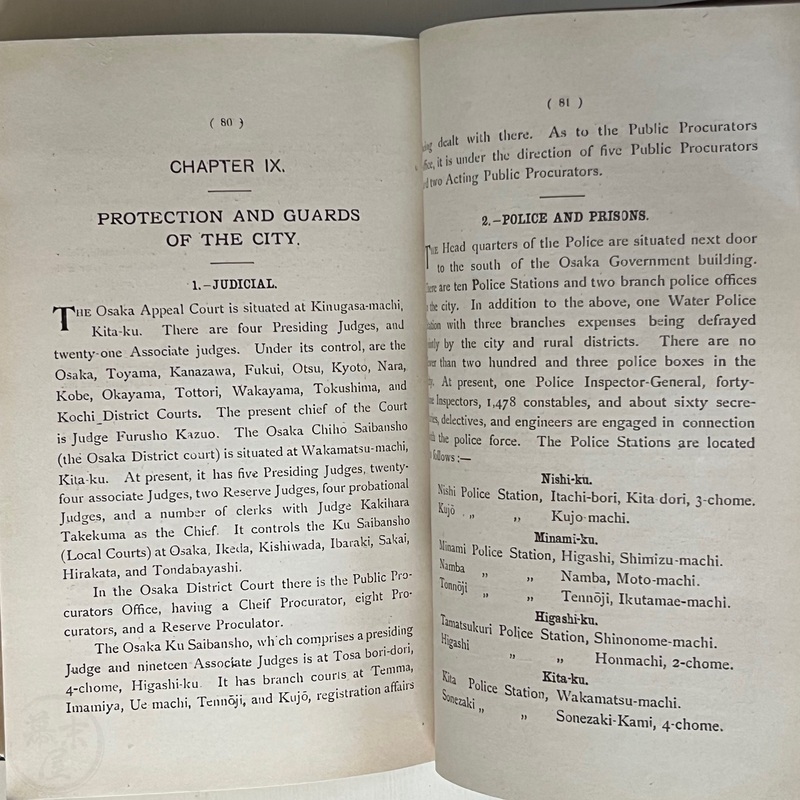 ( 80 )
CHAPTER IX.
PROTECTION AND GUARDS
OF THE CITY.
1.—JUDICIAL.
THE Osaka Appeal Court is situated at Kinugasa-machi,
Kita-ku. There are four Presiding Judges, and
twenty-one Associate judges. Under its control, are the
Osaka, Toyama, Kanazawa, Fukui, Otsu, Kyoto, Nara,
Kobe, Okayama, Tottori, Wakayama, Tokushima, and
Kochi District Courts. The present chief of the Court
is Judge Furusho Kazuo. The Osaka Chiho Saibansho
(the Osaka District court) is situated at Wakamatsu-machi,
Kita-ku. At present, it has five Presiding Judges, twenty-
four associate Judges, two Reserve Judges, four probational
Judges, and a number of clerks with Judge Kakihara
Takekuma as the Chief. It controls the Ku Saibansho
(Local Courts) at Osaka, Ikeda, Kishiwada, Ibaraki, Sakai,
Hirakata, and Tondabayashi.
In the Osaka District Court there is the Public Pro-
curators Office, having a Cheif Procurator, eight Pro-
curators, and a Reserve Proculator.
The Osaka Ku Saibansho, which comprises a presiding
Judge and nineteen Associate Judges is at Tosa bori-dori,
4-chome, Higashi-ku. It has branch courts at Temma,
Imamiya, Ue machi, Tennōji, and Kujō, registration affairs
( 81 )
dealt with there. As to the Public Procurators
it is under the direction of five Public Procurators
two Acting Public Procurators.
2.—POLICE AND PRISONS.
THE Head quarters of the Police are situated next door
to the south of the Osaka Government building.
are ten Police Stations and two branch police offices
the city. In addition to the above, one Water Police
with three branches expenses being defrayed
by the city and rural districts. There are no
than two hundred and three police boxes in the
At present, one Police Inspector-General, forty-
Inspectors, 1,478 constables, and about sixty secre-
delectives, and engineers are engaged in connection
the police force. The Police Stations are located
follows:—
Nishi-ku.
Nishi Police Station, Itachi-bori, Kita dori, 3-chome.
Kujō „ „ Kujo-machi.
Minami-ku.
Minami Police Station, Higashi, Shimizu-machi.
Namba „ „ Namba, Moto-machi.
Tonnōji „ „ Tennōji, Ikutamae-machi.
Higashi-ku.
Tamatsukuri Police Station, Shinonome-machi.
Higashi „ „ Honmachi, 2-chome.
Kita-ku.
Kita Police Station, Wakamatsu-machi.
Sonezaki „ „ Sonezaki-Kami, 4-chome.